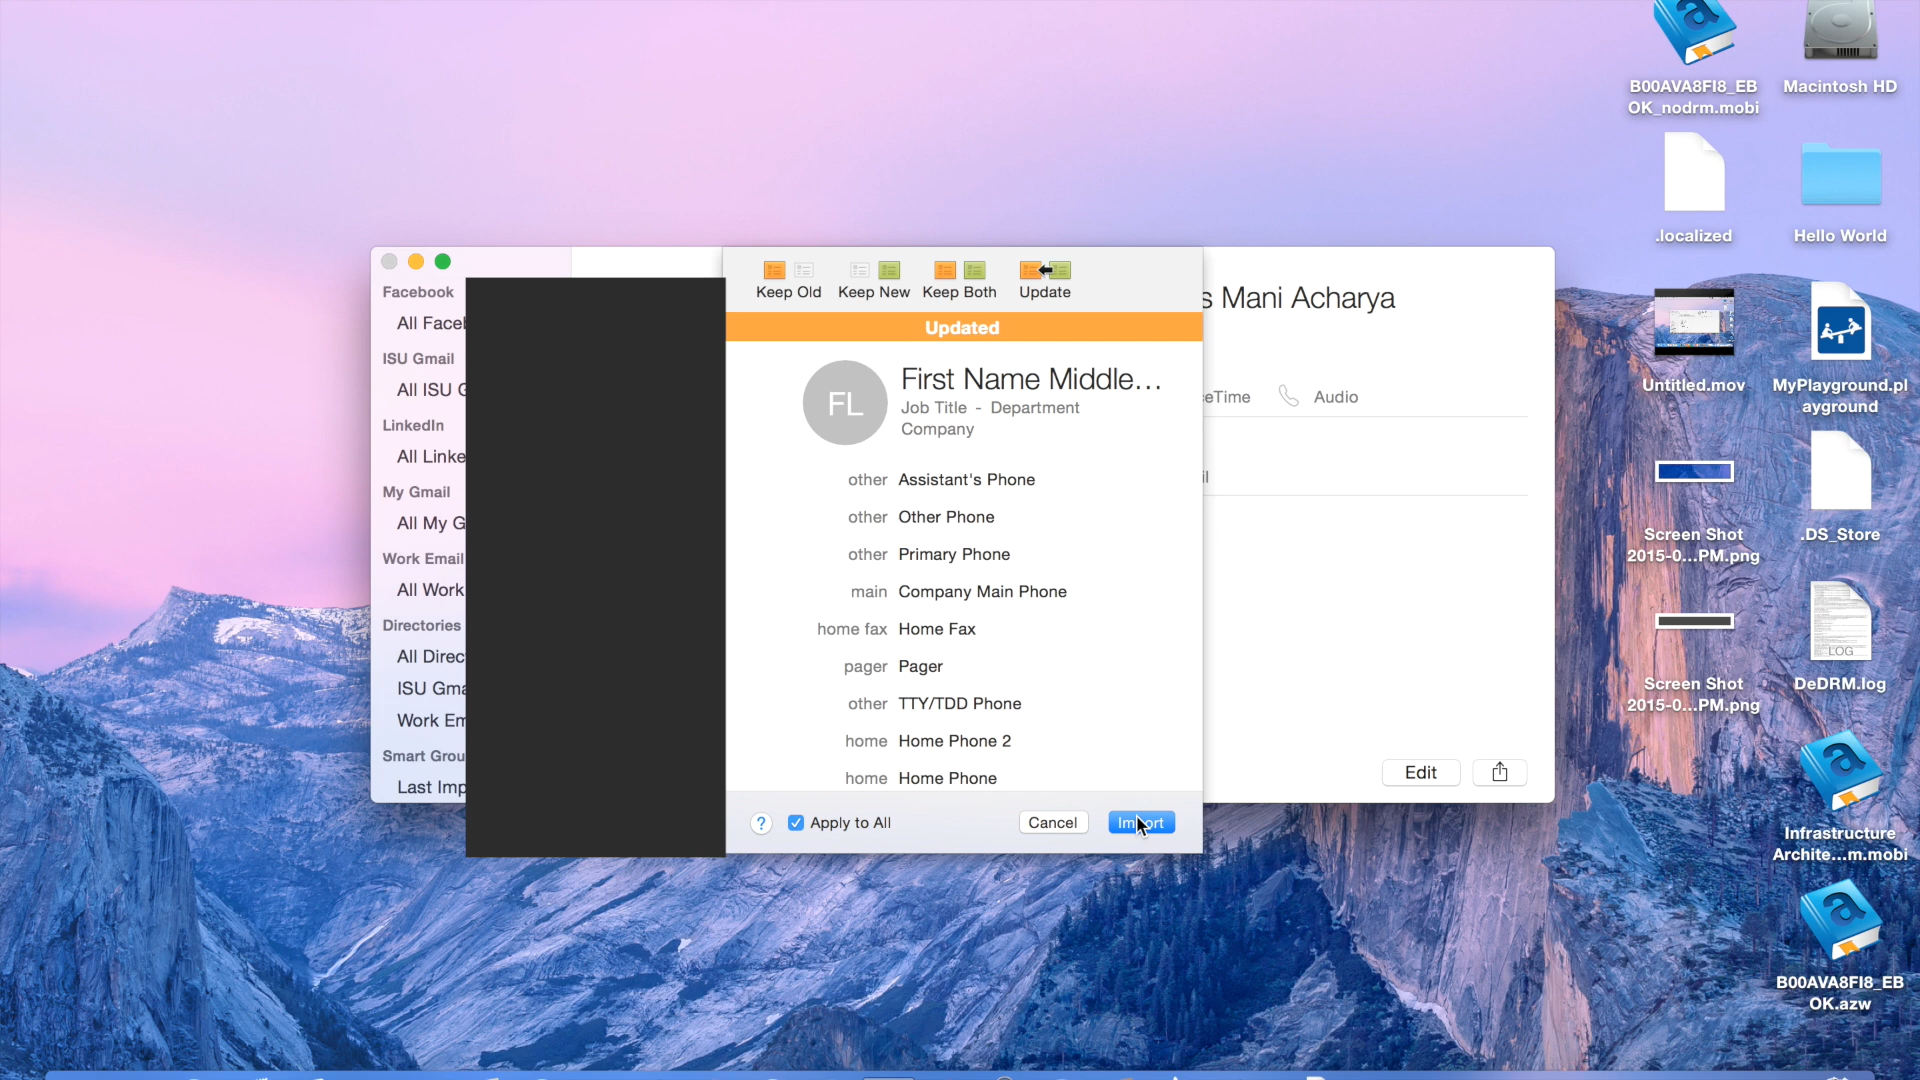 Facebook
All Faceb
ISU Gmail
All ISU G
LinkedIn
All Linke
My Gmail
All My G
Work Email
All Work
Directories
All Direc
ISU Gma
Work Em
Smart Grou
Last Imp
Keep Old
Keep New
Keep Both
Update
Updated
FL
First Name Middle...
Job Title - Department
Company
other Assistant's Phone
other Other Phone
other Primary Phone
main Company Main Phone
home fax Home Fax
pager Pager
other TTY/TDD Phone
home Home Phone 2
home Home Phone
?
Apply to All
Cancel
Import
s Mani Acharya
eTime
Audio
il
Edit
B00AVA8FI8_EB
OK_nodrm.mobi
Macintosh HD
.localized
Hello World
Untitled.mov
MyPlayground.pl
ayground
Screen Shot
2015-0...PM.png
.DS_Store
Screen Shot
2015-0...PM.png
LOG
DeDRM.log
Infrastructure
Archite...m.mobi
B00AVA8FI8_EB
OK.azw